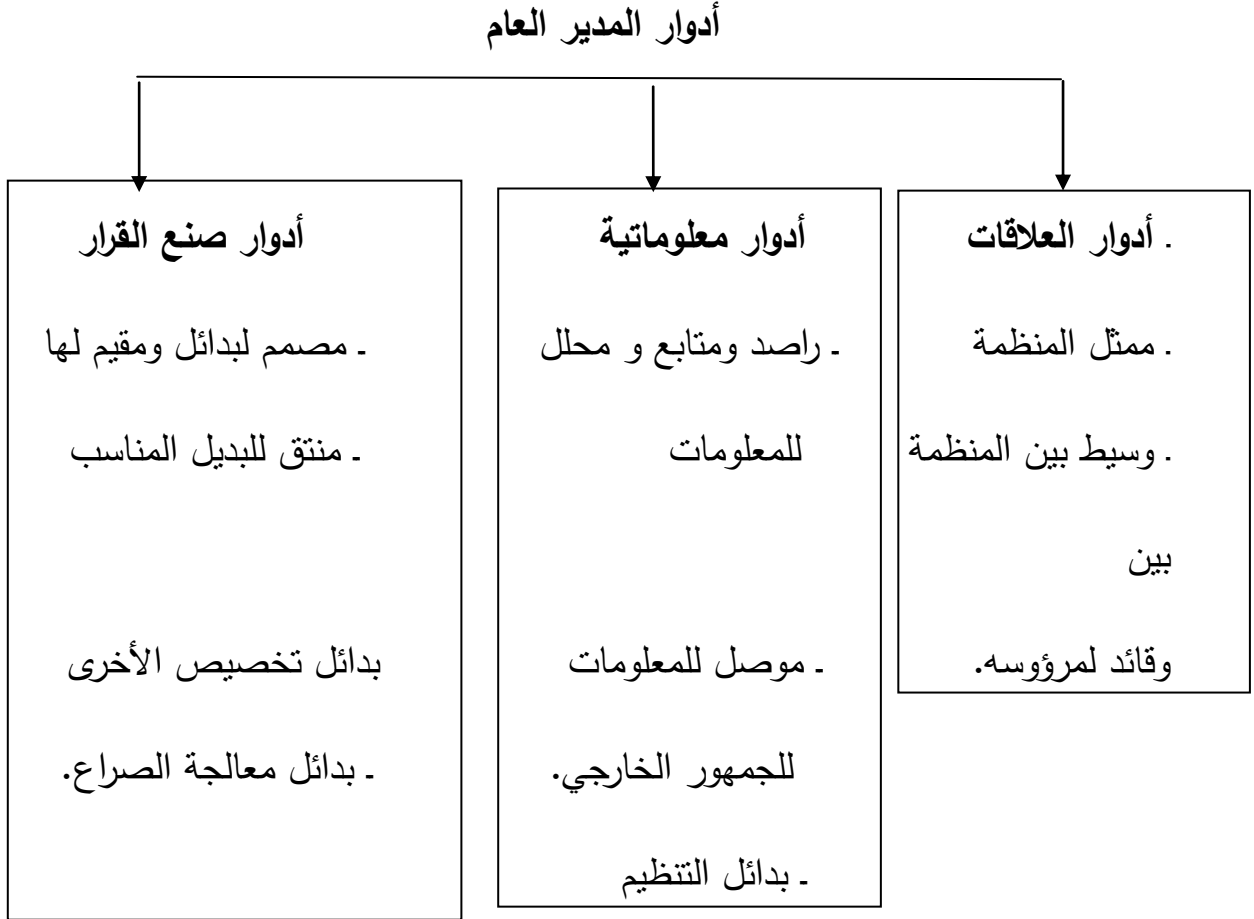 أدوار المدير العام
. أدوار العلاقات
. ممثل المنظمة
. وسيط بين المنظمة
بين
وقائد لمرؤوسه.
أدوار معلوماتية
ـ راصد ومتابع و محلل
للمعلومات
ـ موصل للمعلومات
للجمهور الخارجي.
ـ بدائل التنظيم
أدوار صنع القرار
ـ مصمم لبدائل ومقيم لها
ـ منتق للبديل المناسب
بدائل تخصيص الأخرى
ـ بدائل معالجة الصراع.